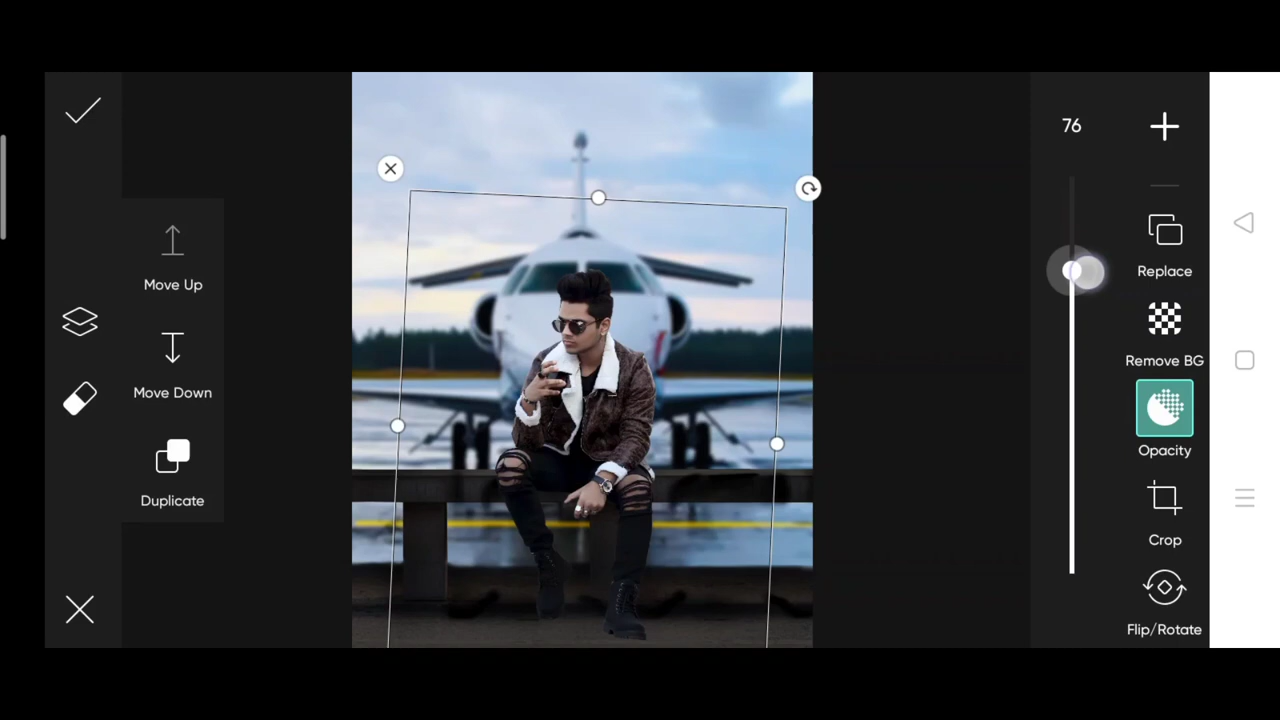 Move Up
Move Down
Duplicate
76
Replace
Remove BG
Opacity
Crop
Flip/Rotate